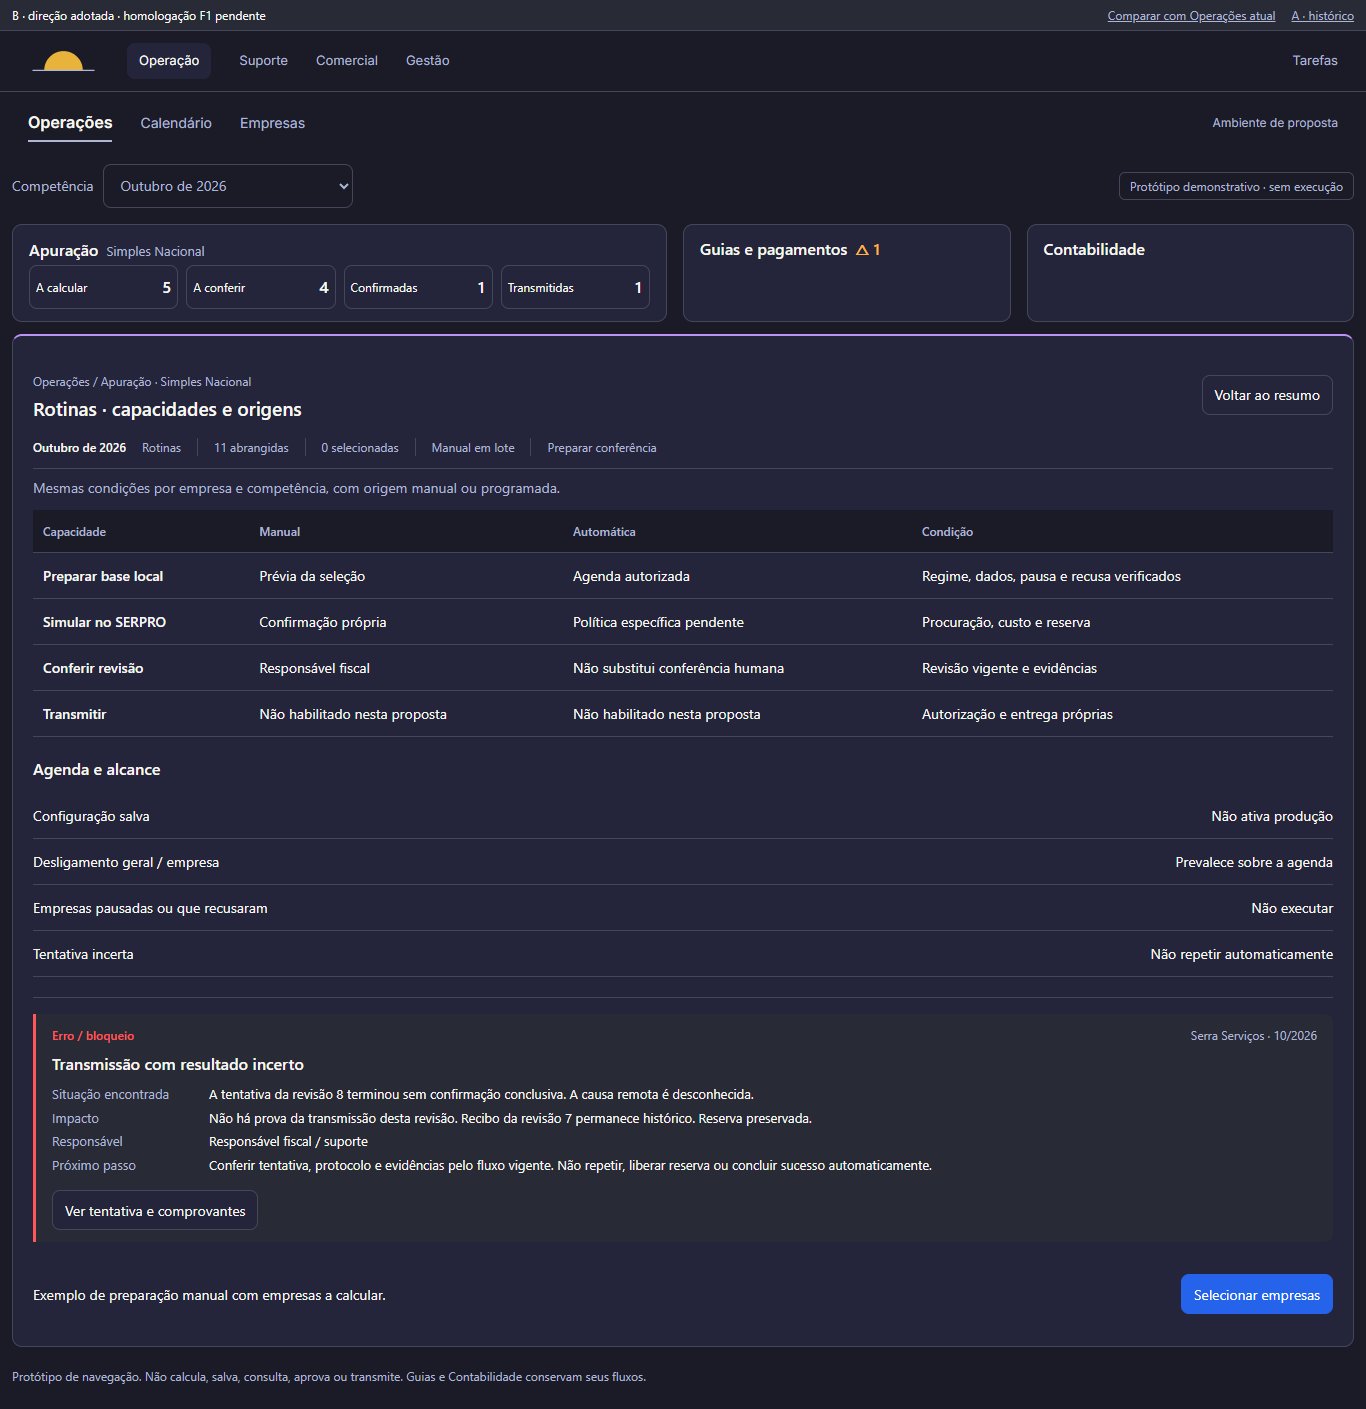 B · direção adotada · homologação F1 pendente
Comparar com Operações atual
A · histórico
Operação
Suporte
Comercial
Gestão
Tarefas
Operações
Calendário
Empresas
Ambiente de proposta
Competência
Outubro de 2026
Protótipo demonstrativo · sem execução
Apuração Simples Nacional
A calcular 5
A conferir 4
Confirmadas 1
Transmitidas 1
Guias e pagamentos △ 1
Contabilidade
Operações / Apuração · Simples Nacional
Rotinas · capacidades e origens
Voltar ao resumo
Outubro de 2026 Rotinas 11 abrangidas 0 selecionadas Manual em lote Preparar conferência
Mesmas condições por empresa e competência, com origem manual ou programada.
Capacidade Manual Automática Condição
Preparar base local Prévia da seleção Agenda autorizada Regime, dados, pausa e recusa verificados
Simular no SERPRO Confirmação própria Política específica pendente Procuração, custo e reserva
Conferir revisão Responsável fiscal Não substitui conferência humana Revisão vigente e evidências
Transmitir Não habilitado nesta proposta Não habilitado nesta proposta Autorização e entrega próprias
Agenda e alcance
Configuração salva Não ativa produção
Desligamento geral / empresa Prevalece sobre a agenda
Empresas pausadas ou que recusaram Não executar
Tentativa incerta Não repetir automaticamente
Erro / bloqueio Serra Serviços · 10/2026
Transmissão com resultado incerto
Situação encontrada A tentativa da revisão 8 terminou sem confirmação conclusiva. A causa remota é desconhecida.
Impacto Não há prova da transmissão desta revisão. Recibo da revisão 7 permanece histórico. Reserva preservada.
Responsável Responsável fiscal / suporte
Próximo passo Conferir tentativa, protocolo e evidências pelo fluxo vigente. Não repetir, liberar reserva ou concluir sucesso automaticamente.
Ver tentativa e comprovantes
Exemplo de preparação manual com empresas a calcular.
Selecionar empresas
Protótipo de navegação. Não calcula, salva, consulta, aprova ou transmite. Guias e Contabilidade conservam seus fluxos.